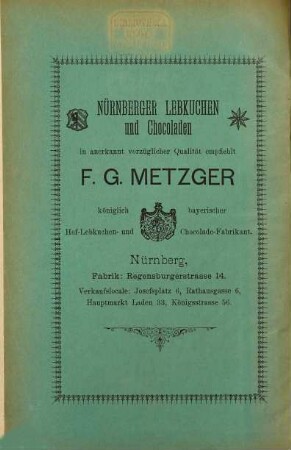 NÜRNBERGER LEBKUCHEN
und Chocoladen
in anerkannt vorzüglicher Qualität empfiehlt
F. G. METZGER
königlich bayerischer
Hof-Lebkuchen- und Chocolade-Fabrikant.
Nürnberg,
Fabrik: Regensburgerstrasse 14.
Verkaufslocale: Josefsplatz 6, Rathausgasse 6,
Hauptmarkt Laden 33, Königsstrasse 56.